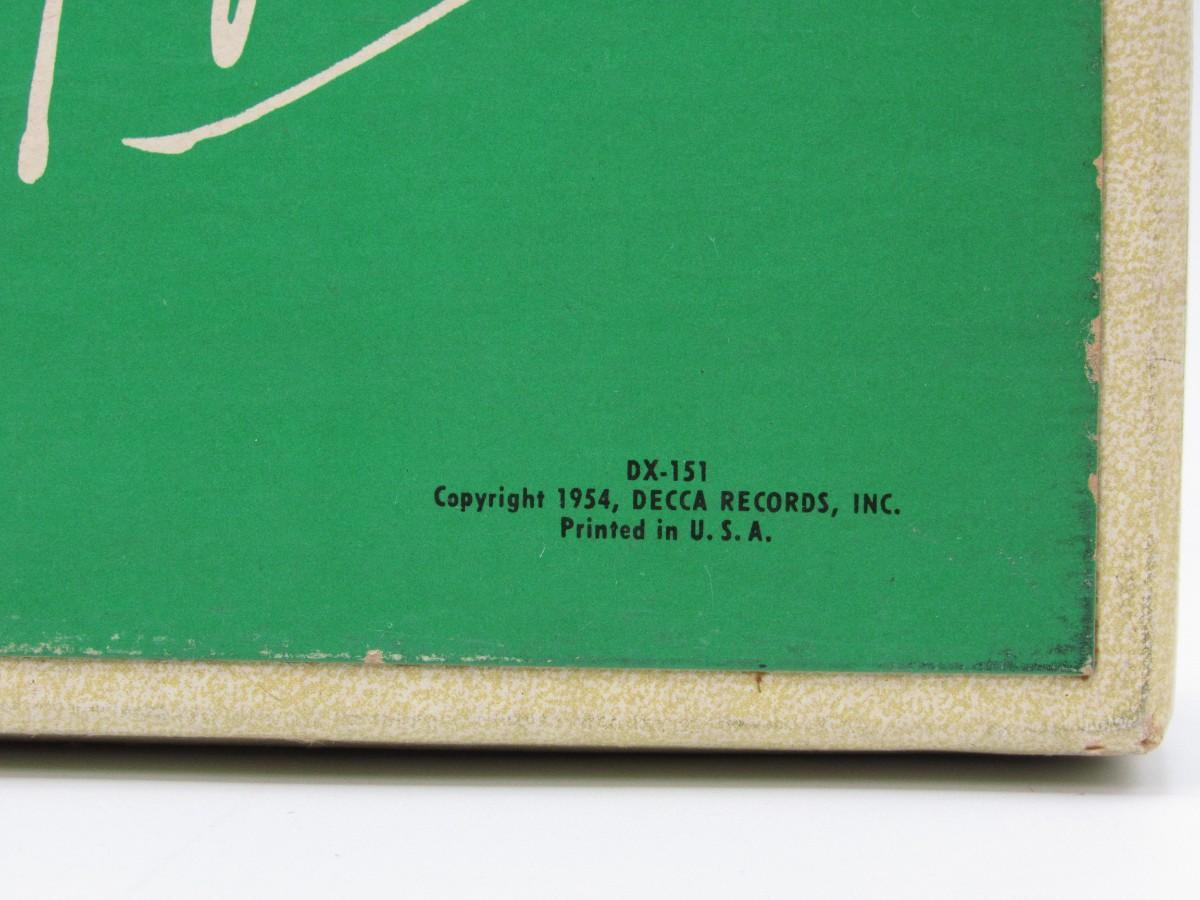 DX-151
Copyright 1954, DECCA RECORDS, INC.
Printed in U. S. A.